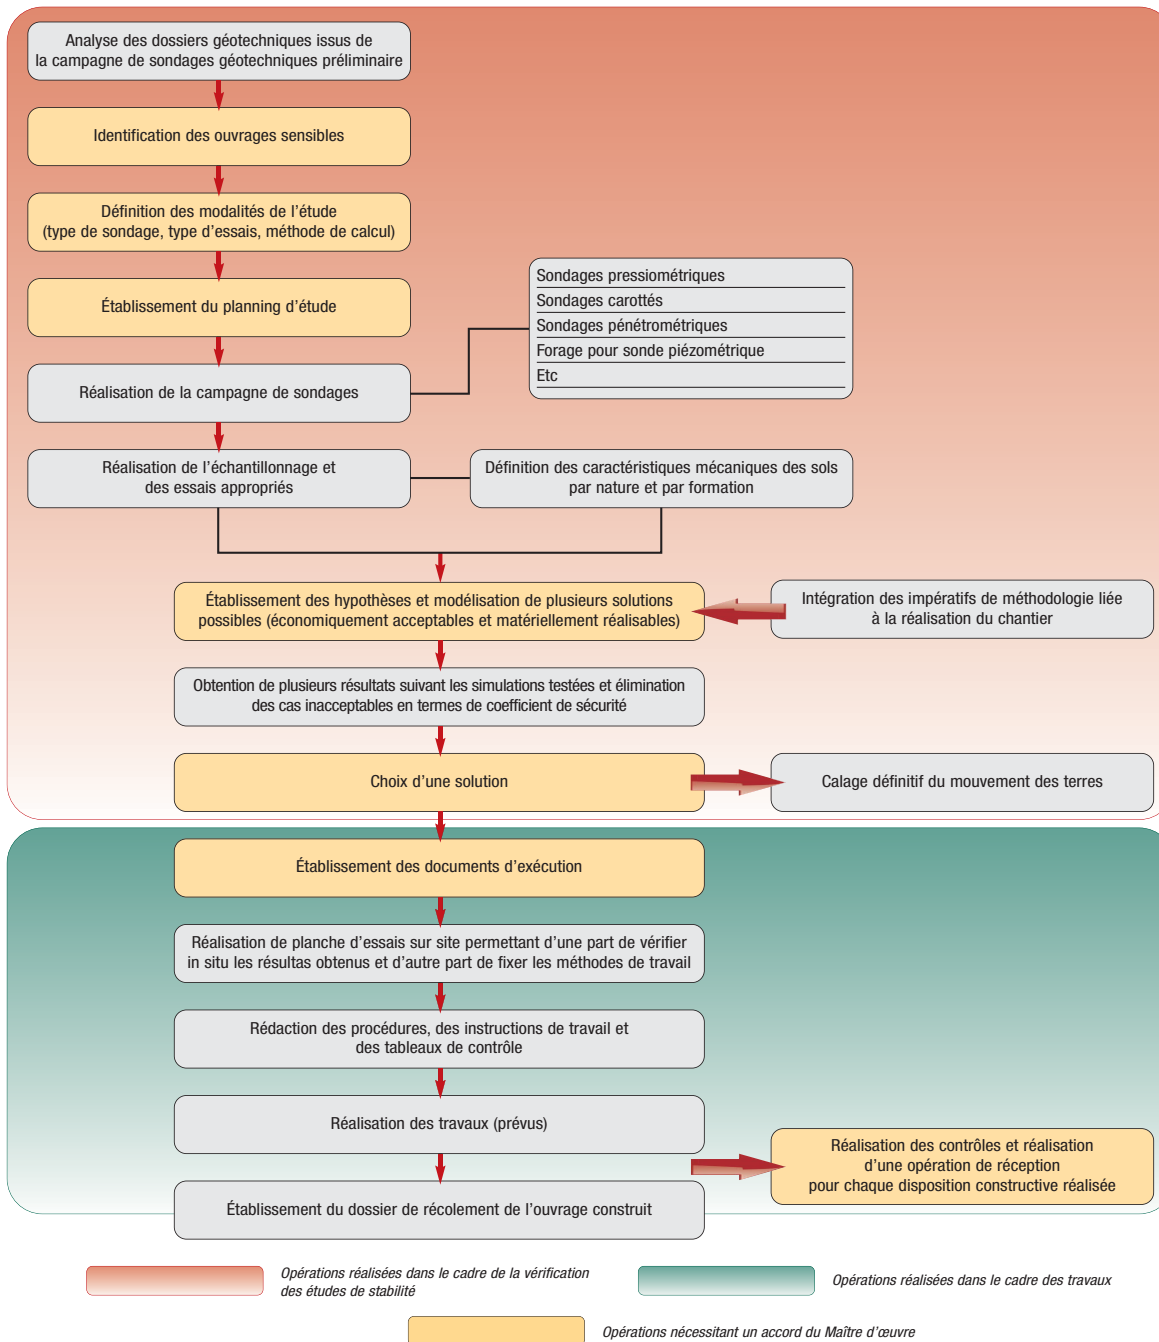 Analyse des dossiers géotechniques issus de
la campagne de sondages géotechniques préliminaire
Identification des ouvrages sensibles
Définition des modalités de l'étude
(type de sondage, type d'essais, méthode de calcul)
Établissement du planning d'étude
Sondages pressiométriques
Sondages carottés
Sondages pénétrométriques
Forage pour sonde piézométrique
Etc
Réalisation de la campagne de sondages
Réalisation de l'échantillonnage et
des essais appropriés
Définition des caractéristiques mécaniques des sols
par nature et par formation
Établissement des hypothèses et modélisation de plusieurs solutions
possibles (économiquement acceptables et matériellement réalisables)
Intégration des impératifs de méthodologie liée
à la réalisation du chantier
Obtention de plusieurs résultats suivant les simulations testées et élimination
des cas inacceptables en termes de coefficient de sécurité
Choix d'une solution
Calage définitif du mouvement des terres
Établissement des documents d'exécution
Réalisation de planche d'essais sur site permettant d'une part de vérifier
in situ les résultas obtenus et d'autre part de fixer les méthodes de travail
Rédaction des procédures, des instructions de travail et
des tableaux de contrôle
Réalisation des travaux (prévus)
Réalisation des contrôles et réalisation
d'une opération de réception
pour chaque disposition constructive réalisée
Établissement du dossier de récolement de l'ouvrage construit
Opérations réalisées dans le cadre de la vérification
des études de stabilité
Opérations réalisées dans le cadre des travaux
Opérations nécessitant un accord du Maître d'œuvre